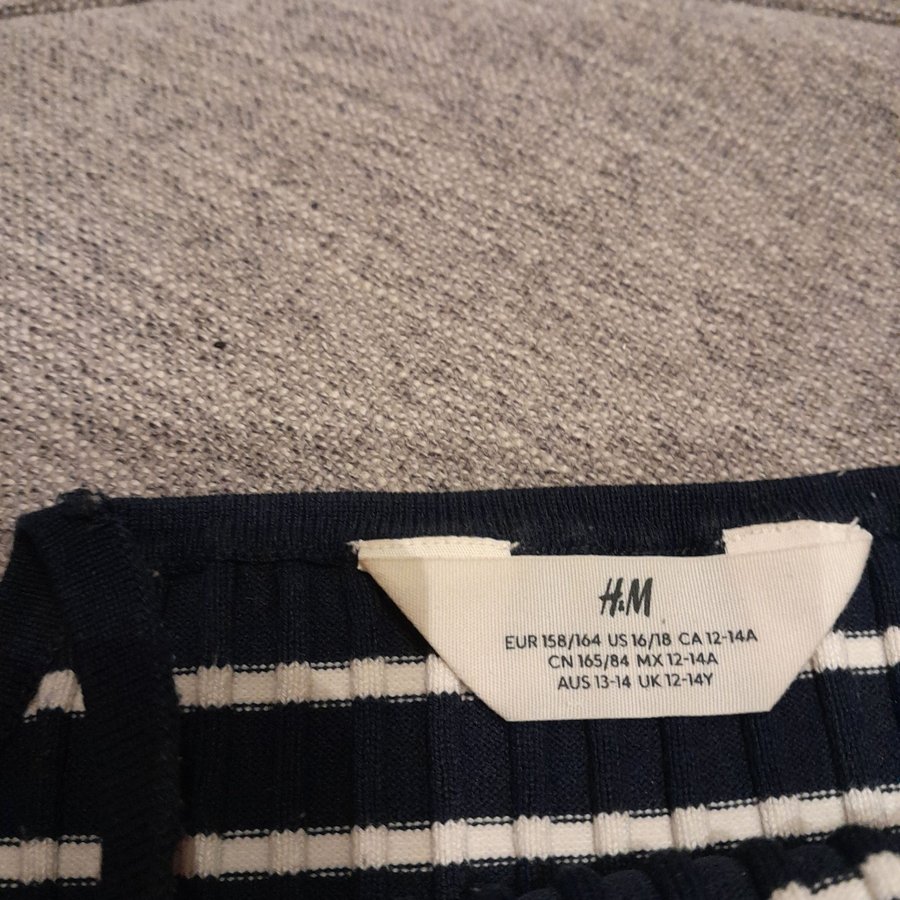 H&M
EUR 158/164 US 16/18 CA 12-14A
CN 165/84 MX 12-14A
AUS 13-14 UK 12-14Y